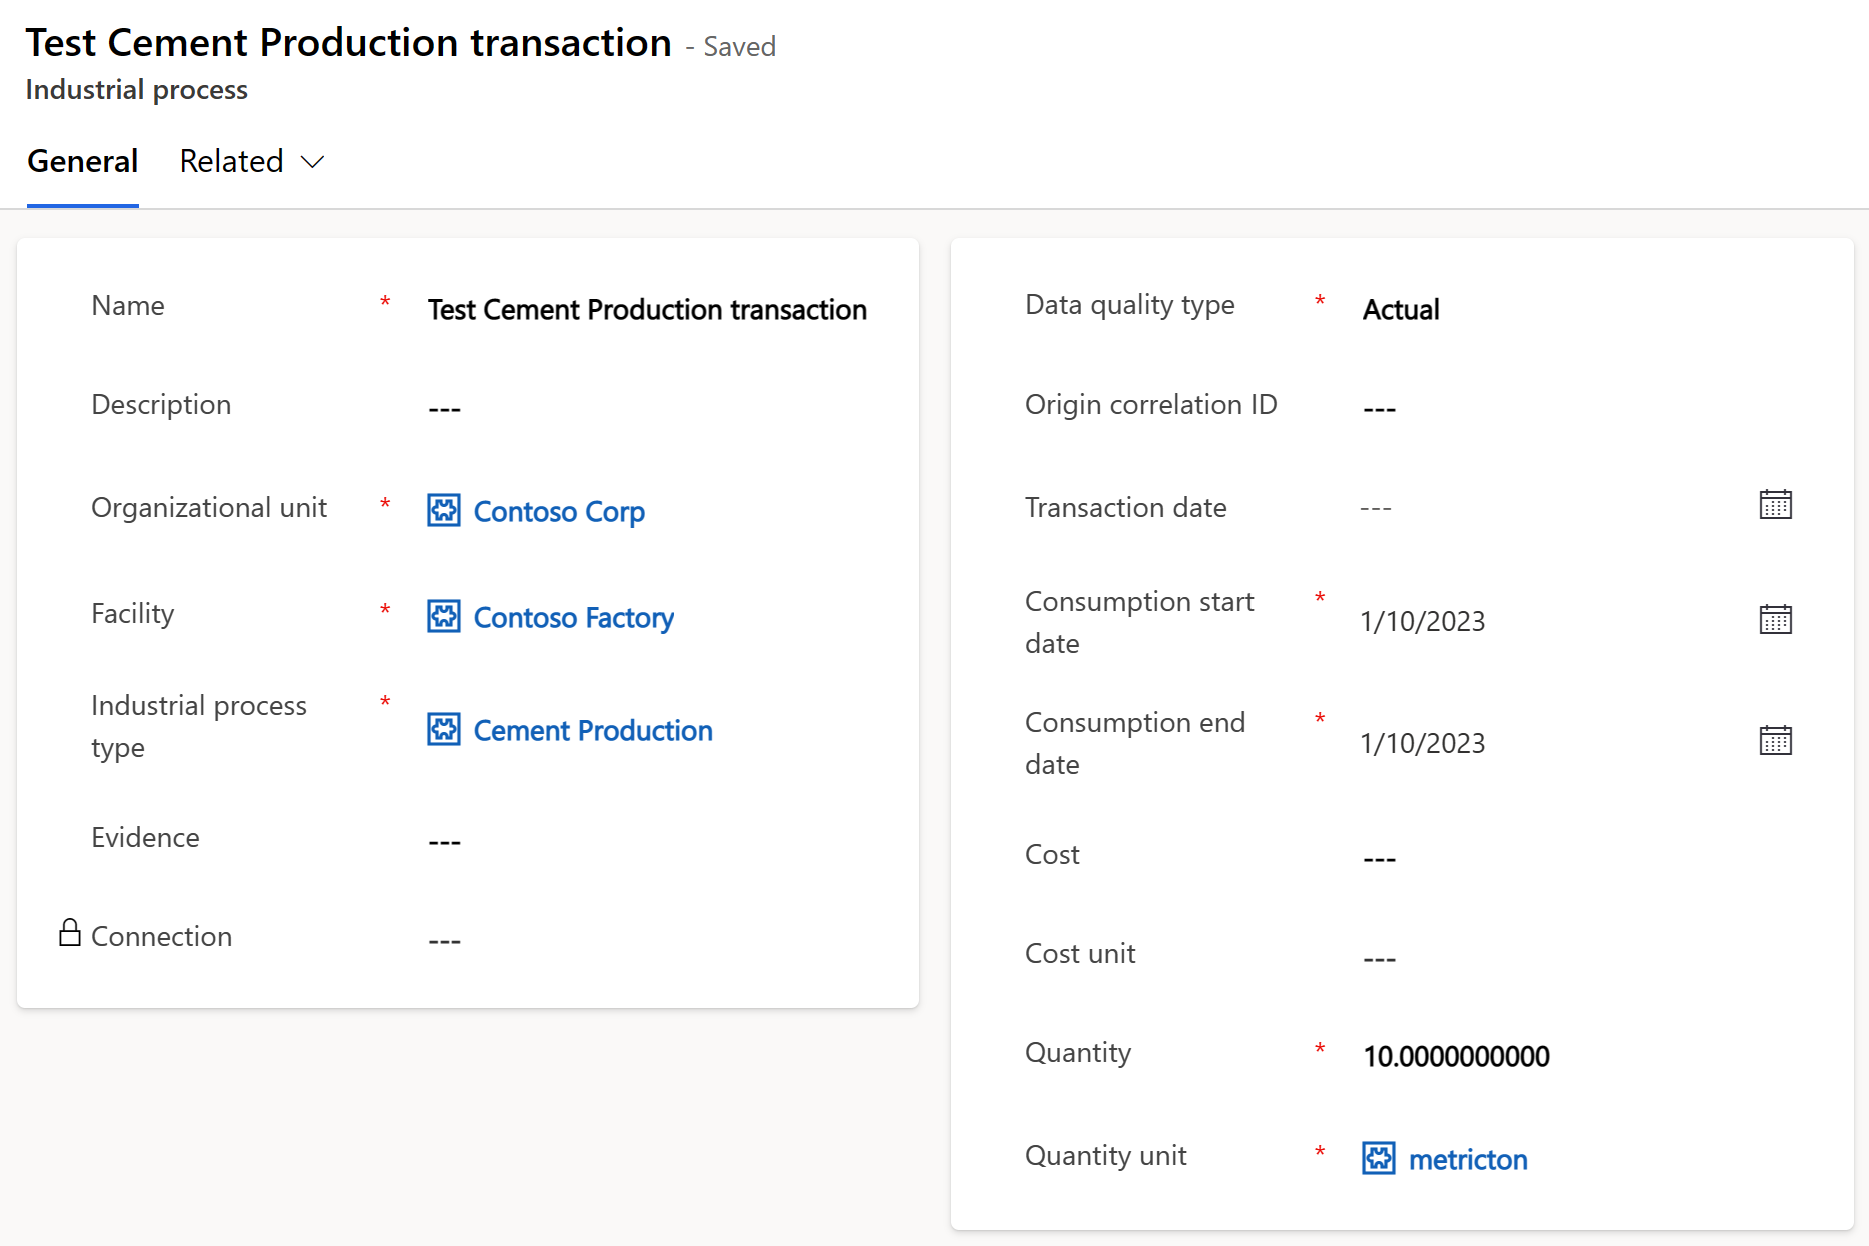 Test Cement Production transaction - Saved
Industrial process
General Related
Name * Test Cement Production transaction
Description ---
Organizational unit * Contoso Corp
Facility * Contoso Factory
Industrial process
type * Cement Production
Evidence ---
Connection ---
Data quality type * Actual
Origin correlation ID ---
Transaction date ---
Consumption start
date * 1/10/2023
Consumption end
date * 1/10/2023
Cost ---
Cost unit ---
Quantity * 10.0000000000
Quantity unit * metricton